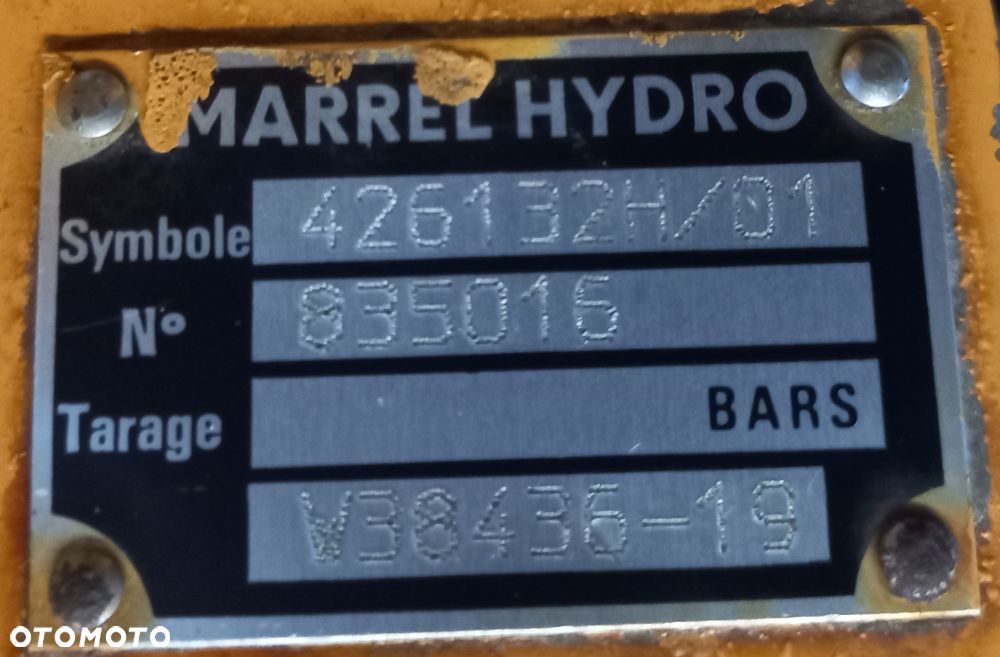 MARREL HYDRO
Symbole 426132H/01
N° 835016
Tarage BARS
W38436-19
OTOMOTO